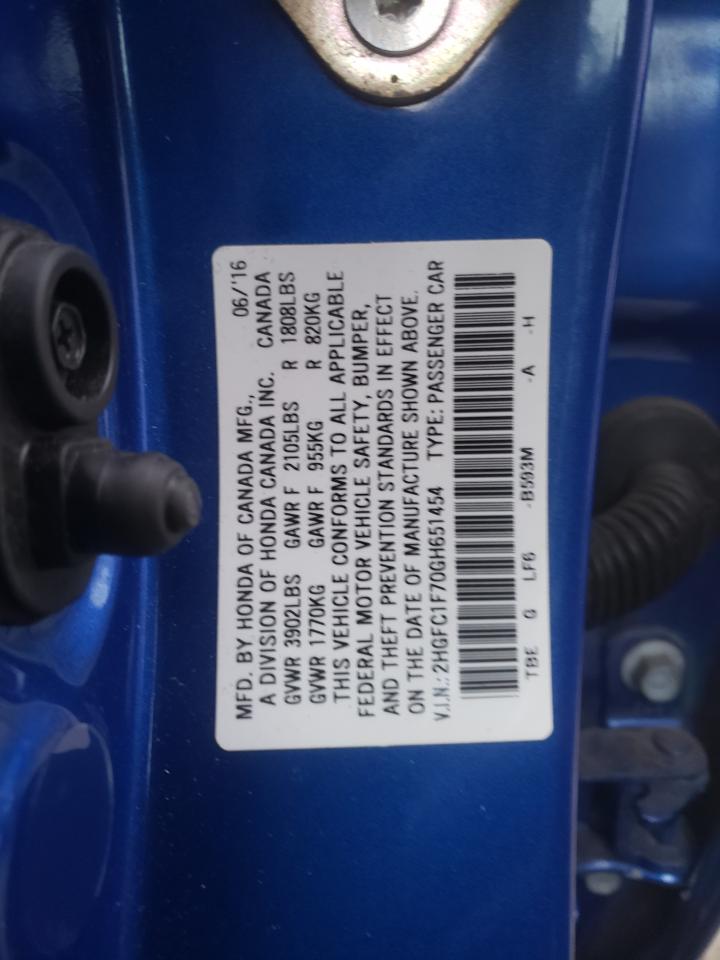 MFD. BY HONDA OF CANADA MFG., 06/'16
A DIVISION OF HONDA CANADA INC. CANADA
GVWR 3902LBS GAWR F 2105LBS R 1808LBS
GVWR 1770KG GAWR F 955KG R 820KG
THIS VEHICLE CONFORMS TO ALL APPLICABLE
FEDERAL MOTOR VEHICLE SAFETY, BUMPER,
AND THEFT PREVENTION STANDARDS IN EFFECT
ON THE DATE OF MANUFACTURE SHOWN ABOVE.
V.I.N.: 2HGFC1F70GH651454 TYPE: PASSENGER CAR
TBE G LF6 -B593M -A -H